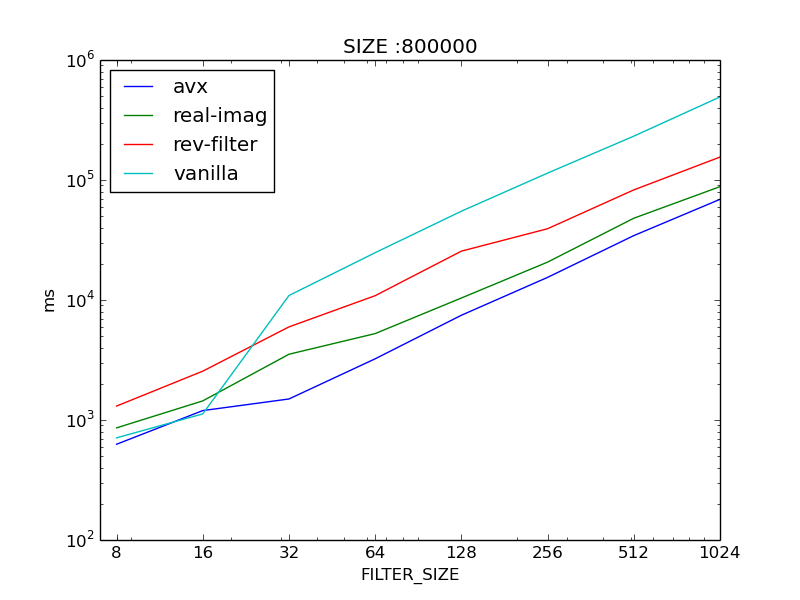 SIZE :800000
10^6
10^5
10^4
10^3
10^2
ms
avx
real-imag
rev-filter
vanilla
8 16 32 64 128 256 512 1024
FILTER_SIZE